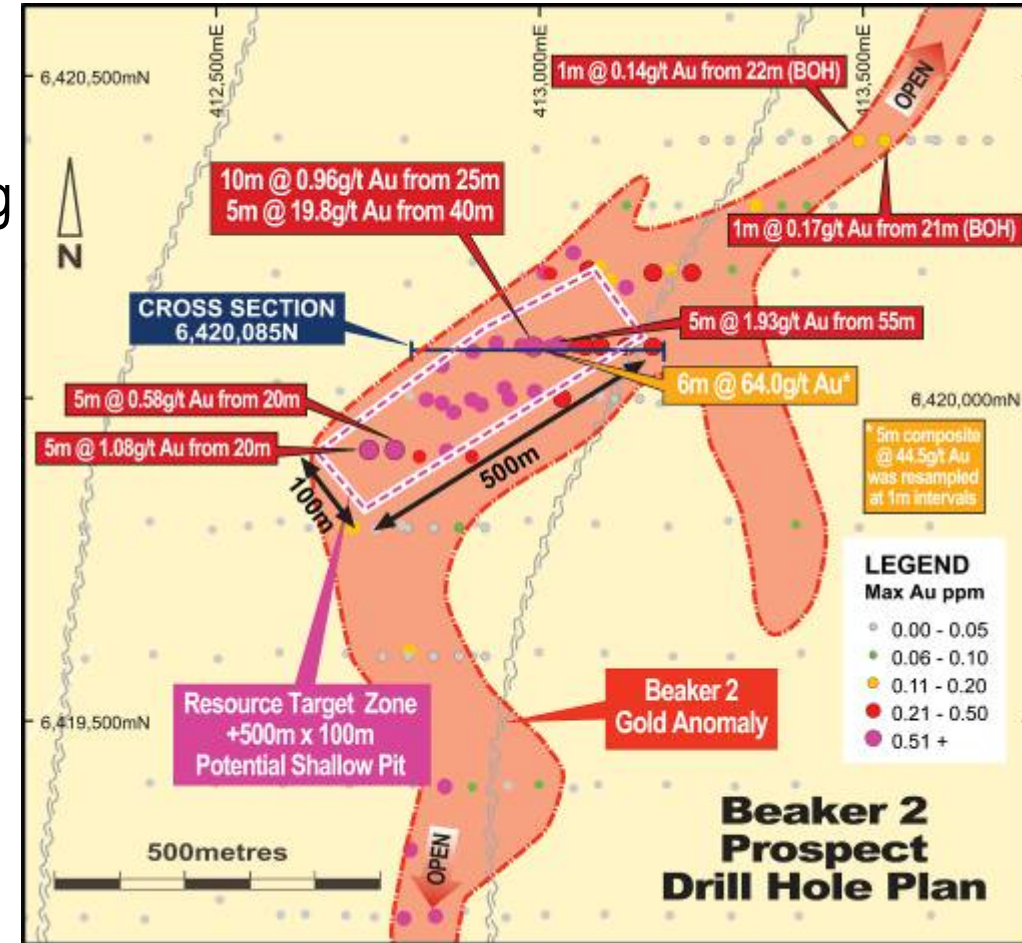 g
412,500mE
413,000mE
413,500mE
6,420,500mN
1m @ 0.14g/t Au from 22m (BOH)
OPEN
10m @ 0.96g/t Au from 25m
5m @ 19.8g/t Au from 40m
N
1m @ 0.17g/t Au from 21m (BOH)
CROSS SECTION
6,420,085N
5m @ 1.93g/t Au from 55m
6m @ 64.0g/t Au*
5m @ 0.58g/t Au from 20m
6,420,000mN
5m @ 1.08g/t Au from 20m
* 5m composite
@ 44.5g/t Au
was resampled
at 1m intervals
500m
100m
LEGEND
Max Au ppm
0.00 - 0.05
0.06 - 0.10
0.11 - 0.20
0.21 - 0.50
0.51 +
Resource Target Zone
+500m x 100m
Potential Shallow Pit
Beaker 2
Gold Anomaly
6,419,500mN
500metres
OPEN
Beaker 2
Prospect
Drill Hole Plan